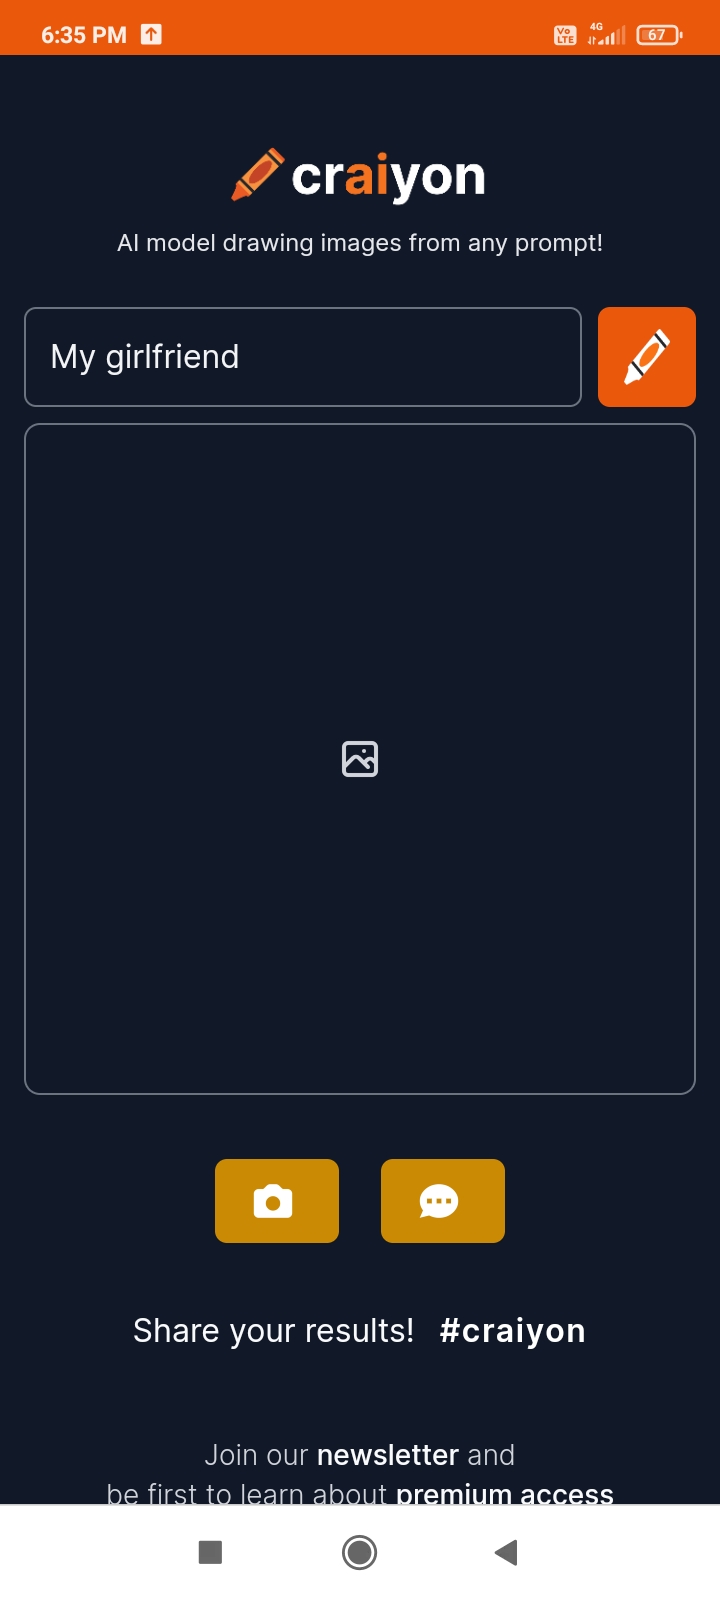 6:35 PM
Vo LTE 4G 67
craiyon
AI model drawing images from any prompt!
My girlfriend
Share your results! #craiyon
Join our newsletter and
be first to learn about premium access